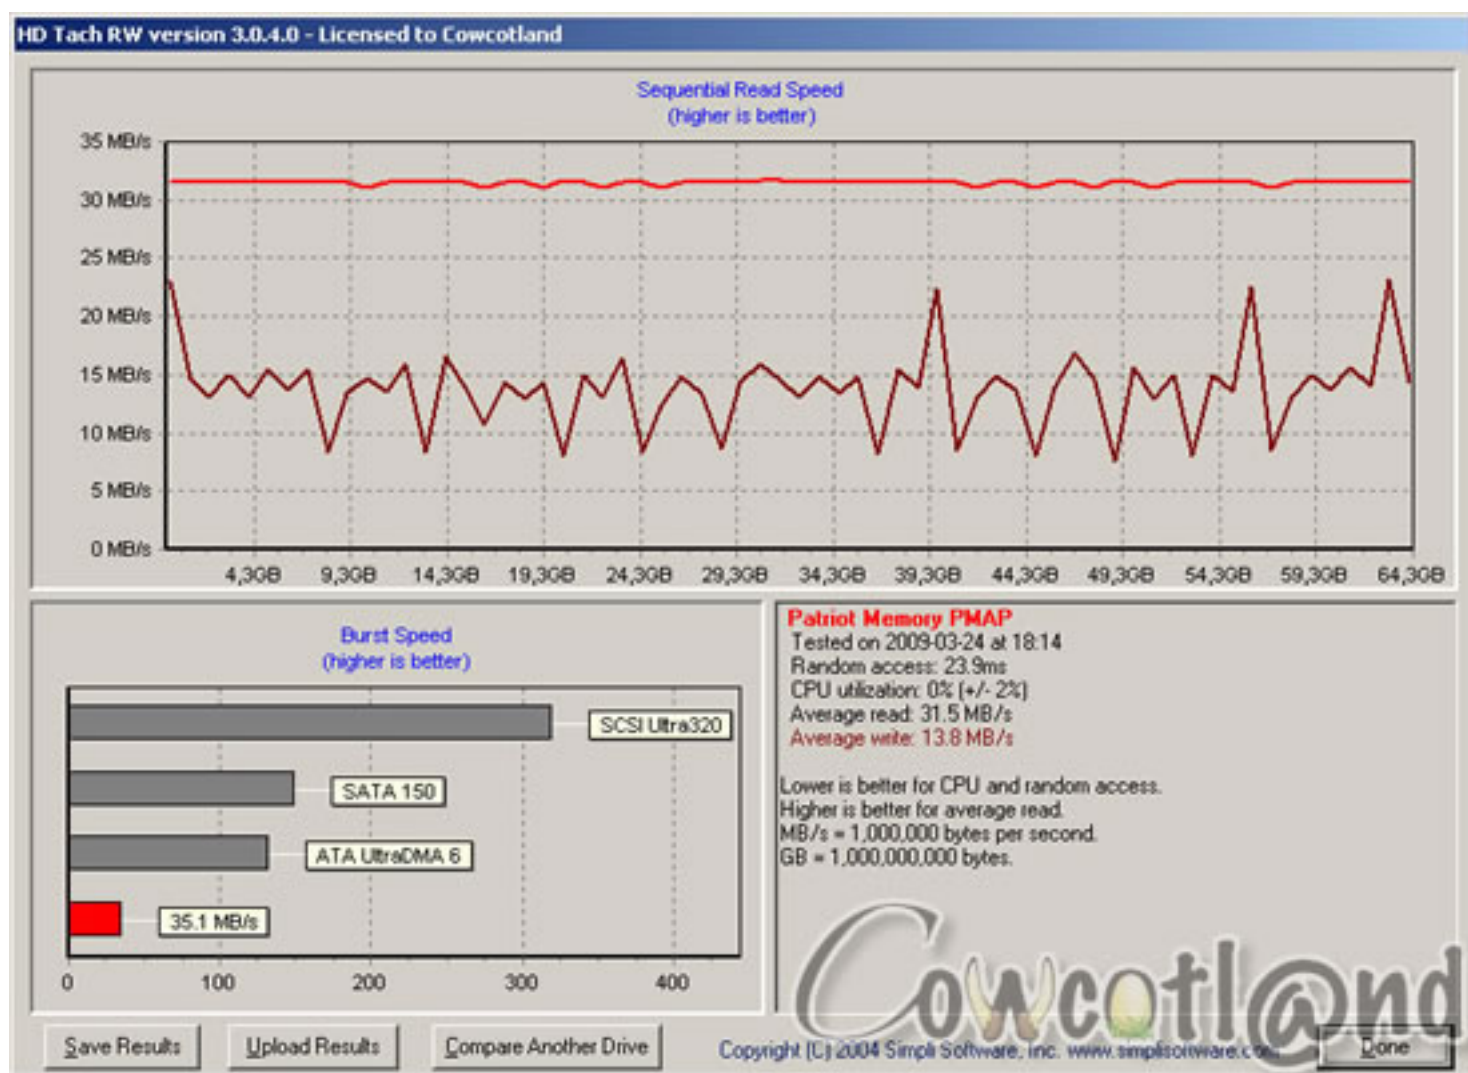 HD Tach RW version 3.0.4.0 - Licensed to Cowcotland
Sequential Read Speed
(higher is better)
35 MB/s
30 MB/s
25 MB/s
20 MB/s
15 MB/s
10 MB/s
5 MB/s
0 MB/s
4,3GB 9,3GB 14,3GB 19,3GB 24,3GB 29,3GB 34,3GB 39,3GB 44,3GB 49,3GB 54,3GB 59,3GB 64,3GB
Burst Speed
(higher is better)
SCSI Ultra320
SATA 150
ATA UltraDMA 6
35.1 MB/s
0 100 200 300 400
Patriot Memory PMAP
Tested on 2009-03-24 at 18:14
Random access: 23.9ms
CPU utilization: 0% (+/- 2%)
Average read: 31.5 MB/s
Average write: 13.8 MB/s
Lower is better for CPU and random access.
Higher is better for average read.
MB/s = 1,000,000 bytes per second.
GB = 1,000,000,000 bytes.
Cowcotl@nd
Save Results Upload Results Compare Another Drive Copyright (C) 2004 Simpli Software, Inc. www.simplisoftware.com Done